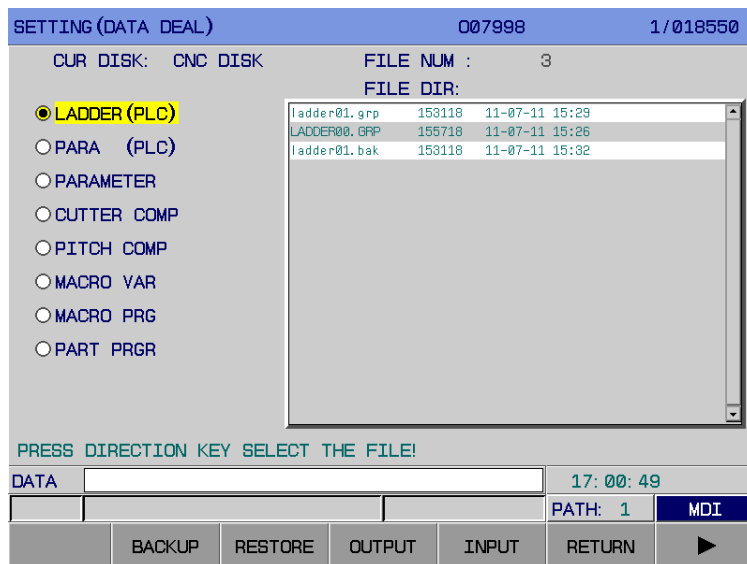 SETTING(DATA DEAL) O07998 1/018550
CUR DISK: CNC DISK FILE NUM : 3
FILE DIR:
LADDER(PLC)
PARA (PLC)
PARAMETER
CUTTER COMP
PITCH COMP
MACRO VAR
MACRO PRG
PART PRGR
ladder01.grp 153118 11-07-11 15:29
LADDER00.GRP 155718 11-07-11 15:26
ladder01.bak 153118 11-07-11 15:32
PRESS DIRECTION KEY SELECT THE FILE!
DATA 17:00:49
PATH: 1 MDI
BACKUP RESTORE OUTPUT INPUT RETURN